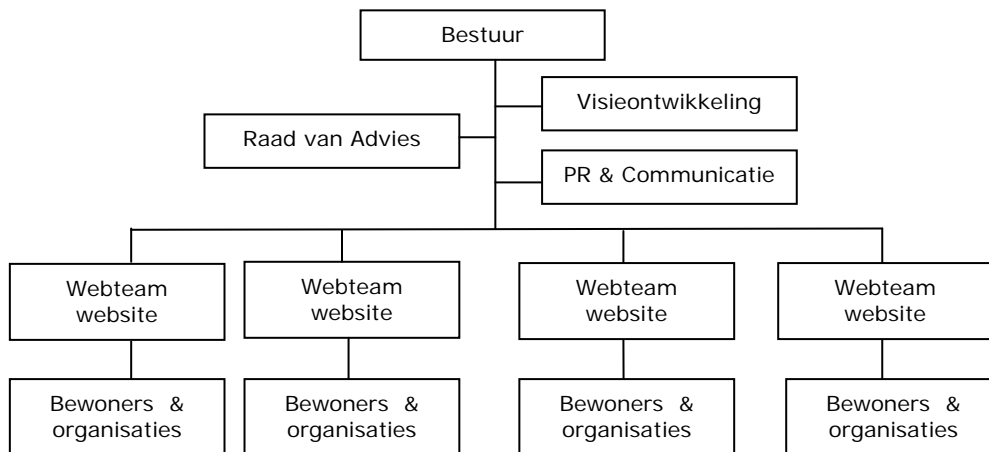 Bestuur
Visieontwikkeling
Raad van Advies
PR & Communicatie
Webteam
website
Webteam
website
Webteam
website
Webteam
website
Bewoners &
organisaties
Bewoners &
organisaties
Bewoners &
organisaties
Bewoners &
organisaties